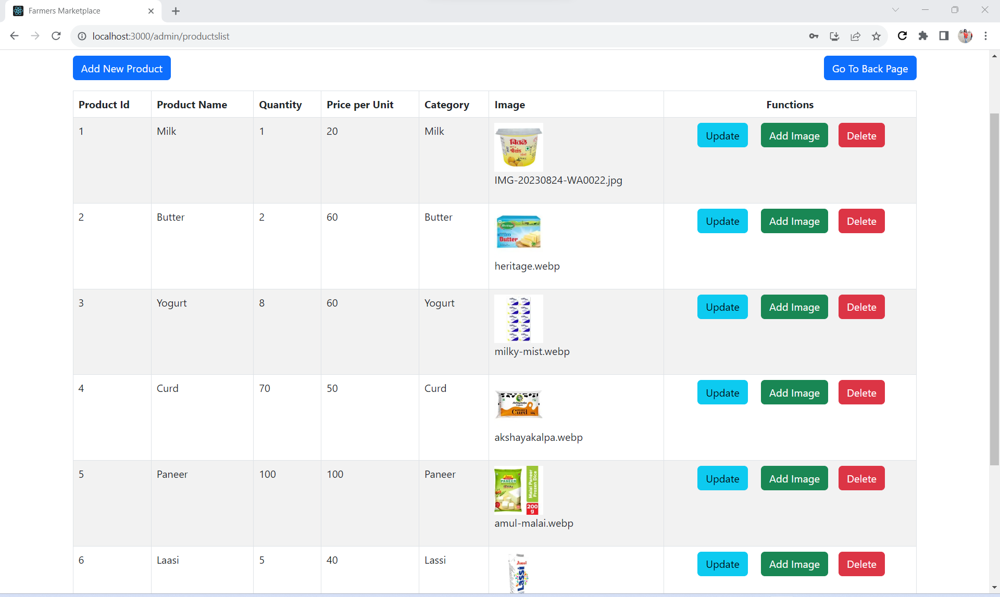 Farmers Marketplace
localhost:3000/admin/productslist
Add New Product
Go To Back Page
Product Id Product Name Quantity Price per Unit Category Image Functions
1 Milk 1 20 Milk Update Add Image Delete
चितळे
श्रीखंड
IMG-20230824-WA0022.jpg
2 Butter 2 60 Butter Update Add Image Delete
Heritage
Butter
heritage.webp
3 Yogurt 8 60 Yogurt Update Add Image Delete
milky-mist.webp
4 Curd 70 50 Curd Update Add Image Delete
Akshayakalpa
Curd
akshayakalpa.webp
5 Paneer 100 100 Paneer Update Add Image Delete
PANEER
Malai Paneer
Frozen Dice
200
g
amul-malai.webp
6 Laasi 5 40 Lassi Update Add Image Delete
Amul
Lassi